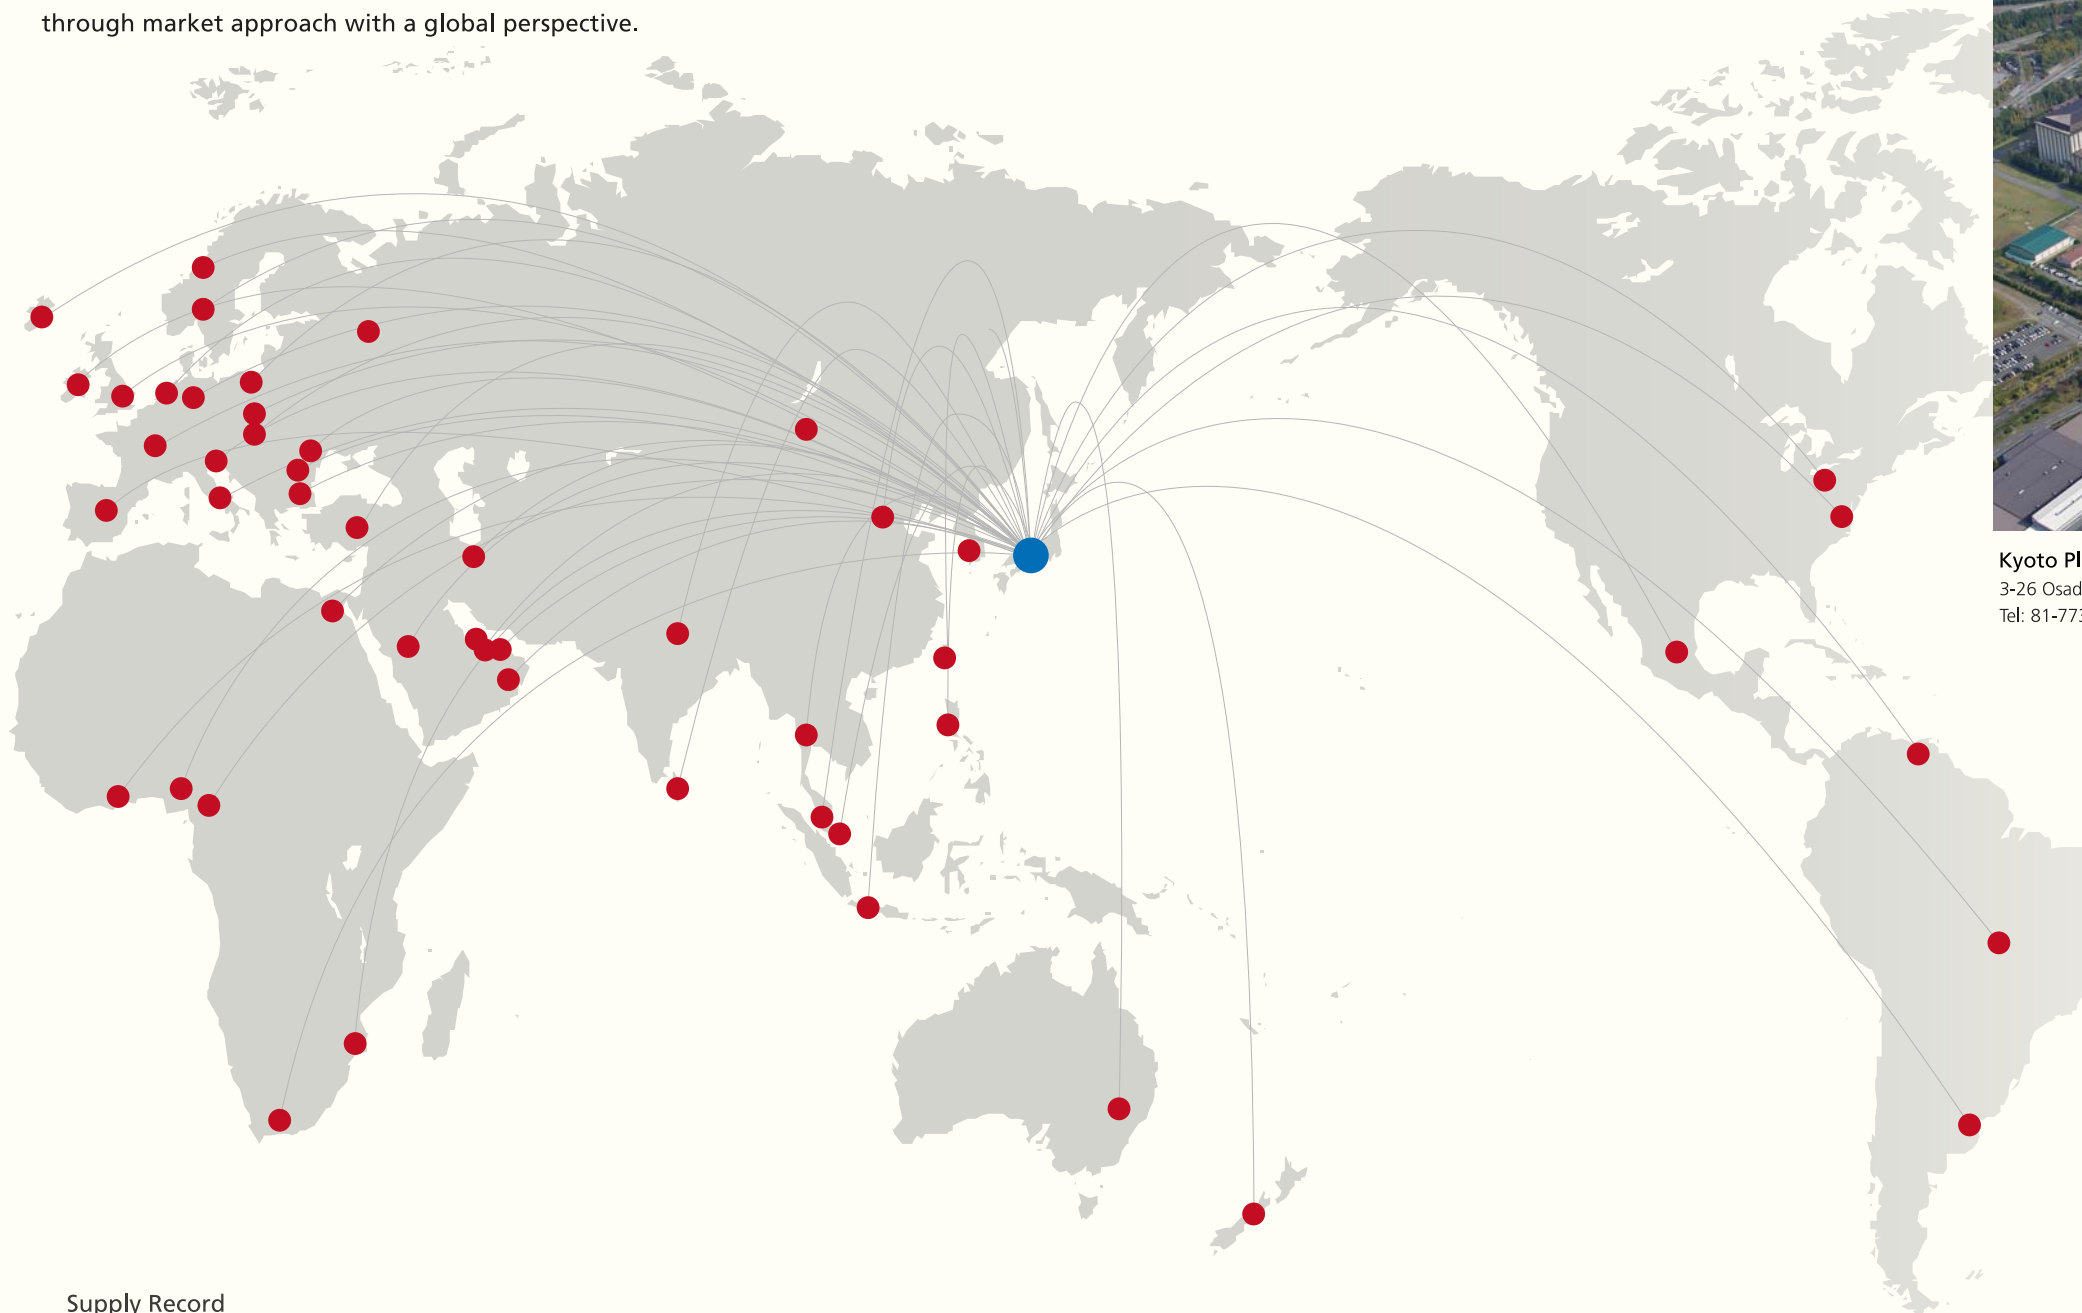 through market approach with a global perspective.
Kyoto Pl
3-26 Osad
Tel: 81-773
Supply Record